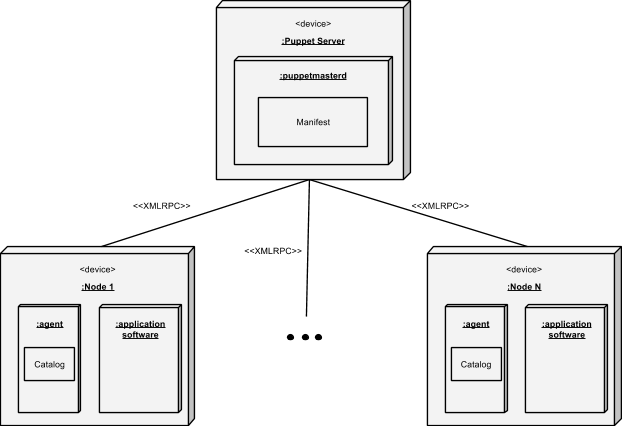 <device>
:Puppet Server
:puppetmasterd
Manifest
<<XMLRPC>>
<<XMLRPC>>
<<XMLRPC>>
<device>
:Node 1
:agent
Catalog
:application
software
<device>
:Node N
:agent
Catalog
:application
software